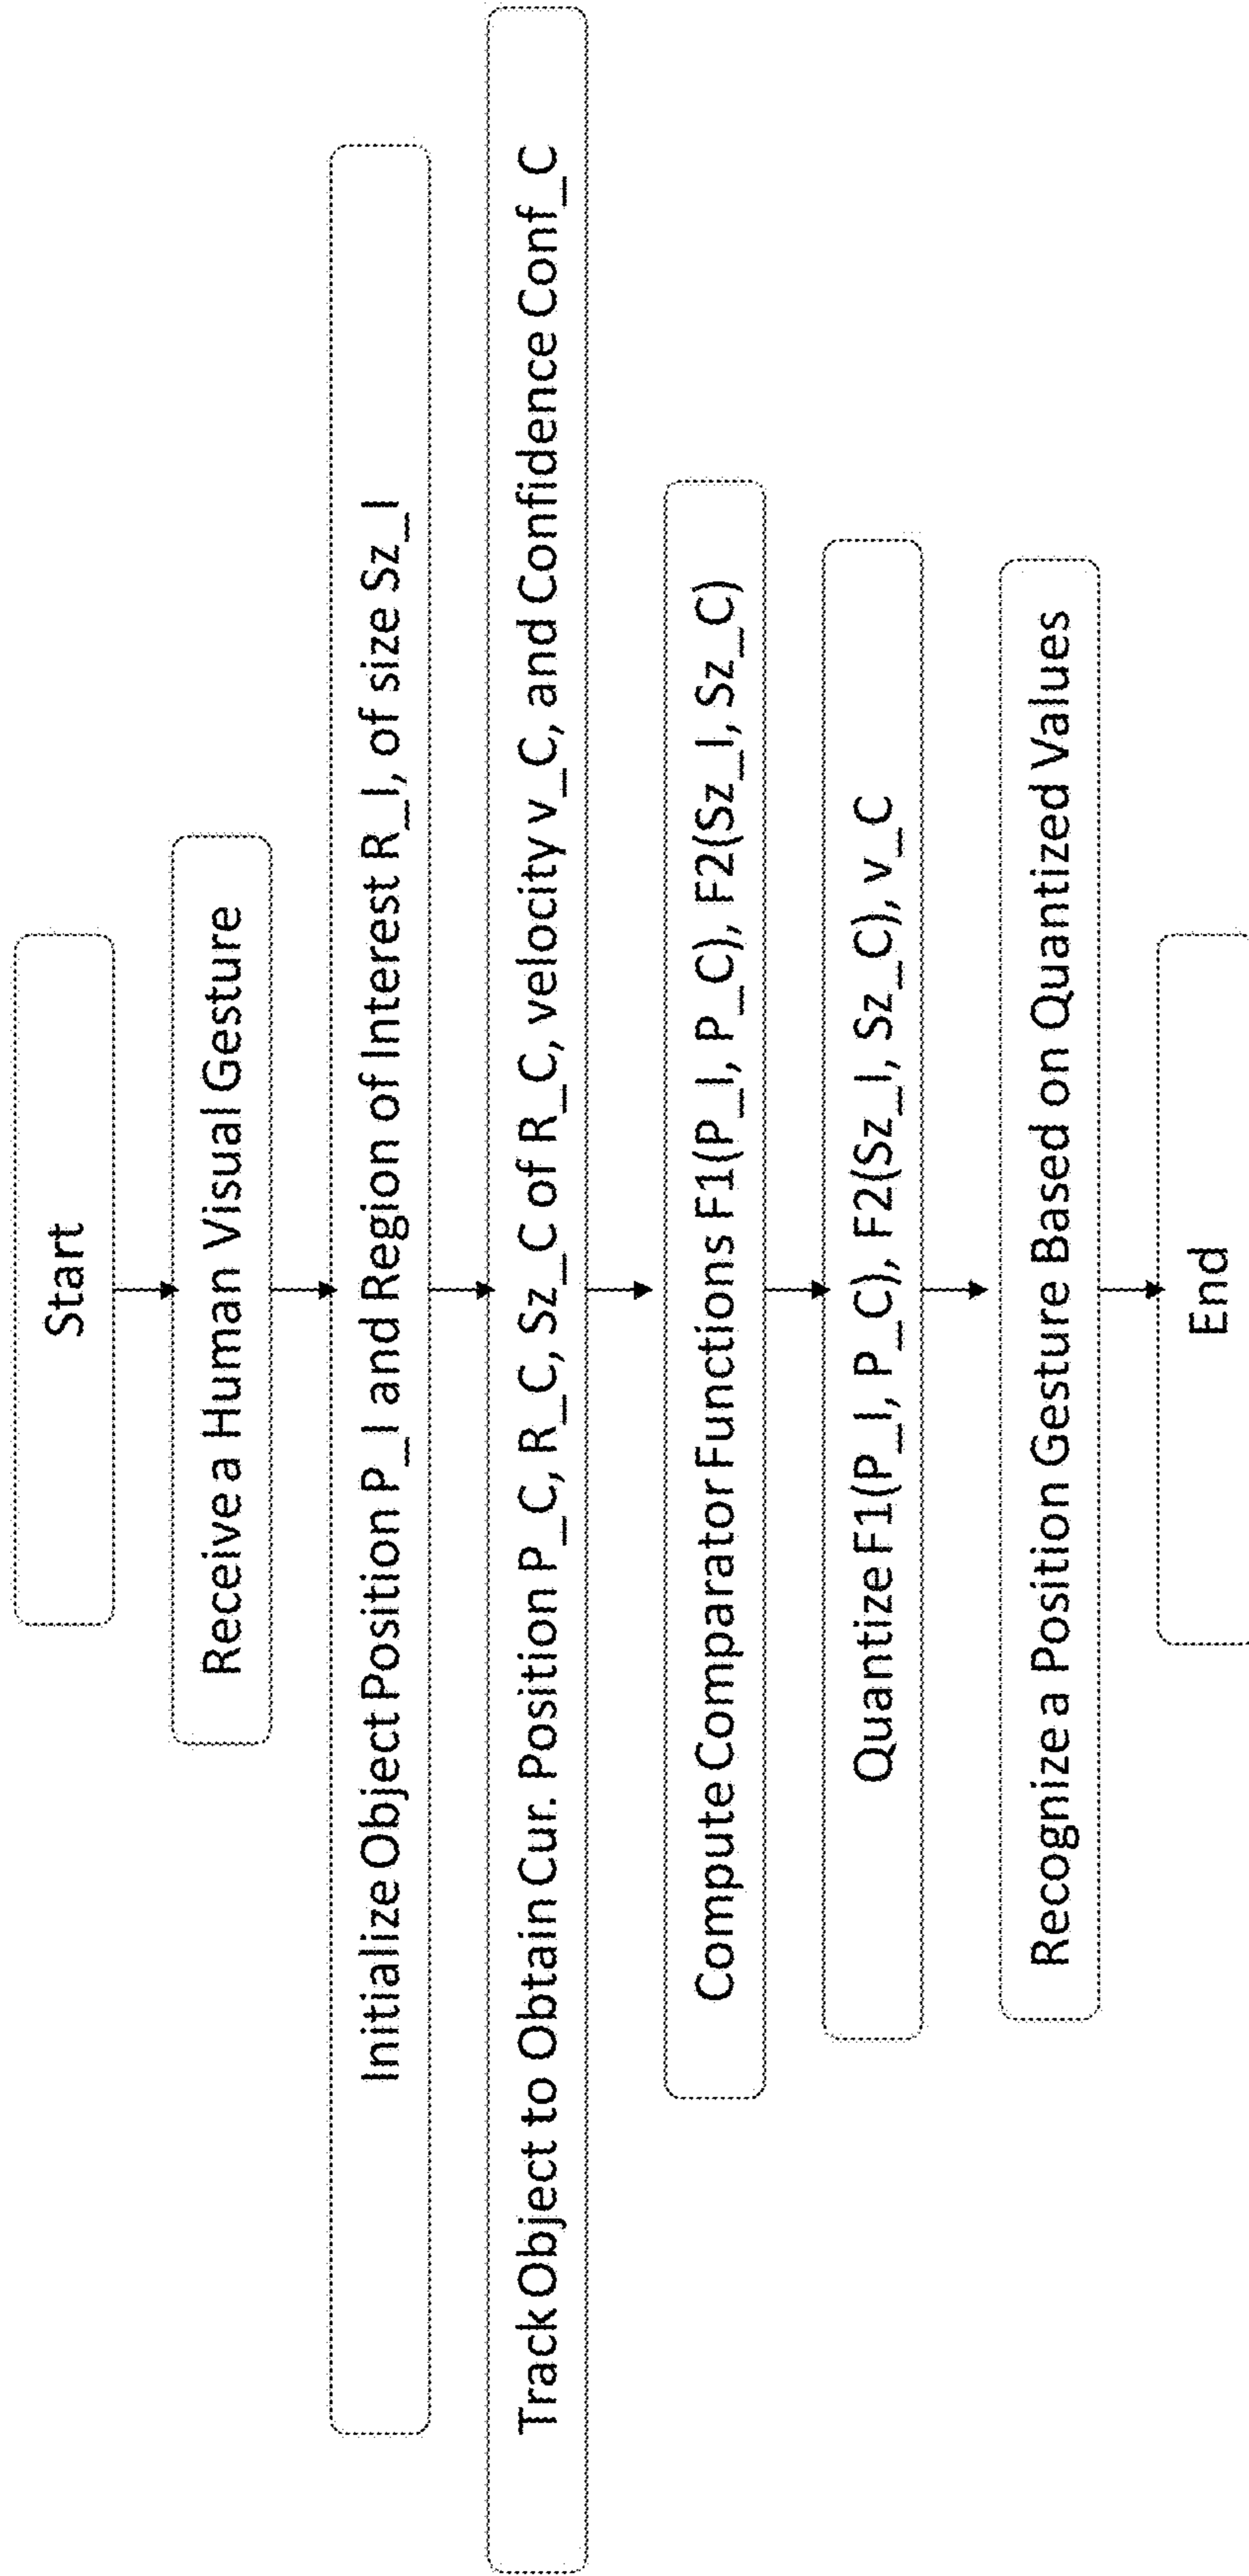 Start
Receive a Human Visual Gesture
Initialize Object Position P_I and Region of Interest R_I, of size Sz_I
Track Object to Obtain Cur. Position P_C, R_C, Sz_C of R_C, velocity v_C, and Confidence Conf_C
Compute Comparator Functions F1(P_I, P_C), F2(Sz_I, Sz_C)
Quantize F1(P_I, P_C), F2(Sz_I, Sz_C), v_C
Recognize a Position Gesture Based on Quantized Values
End